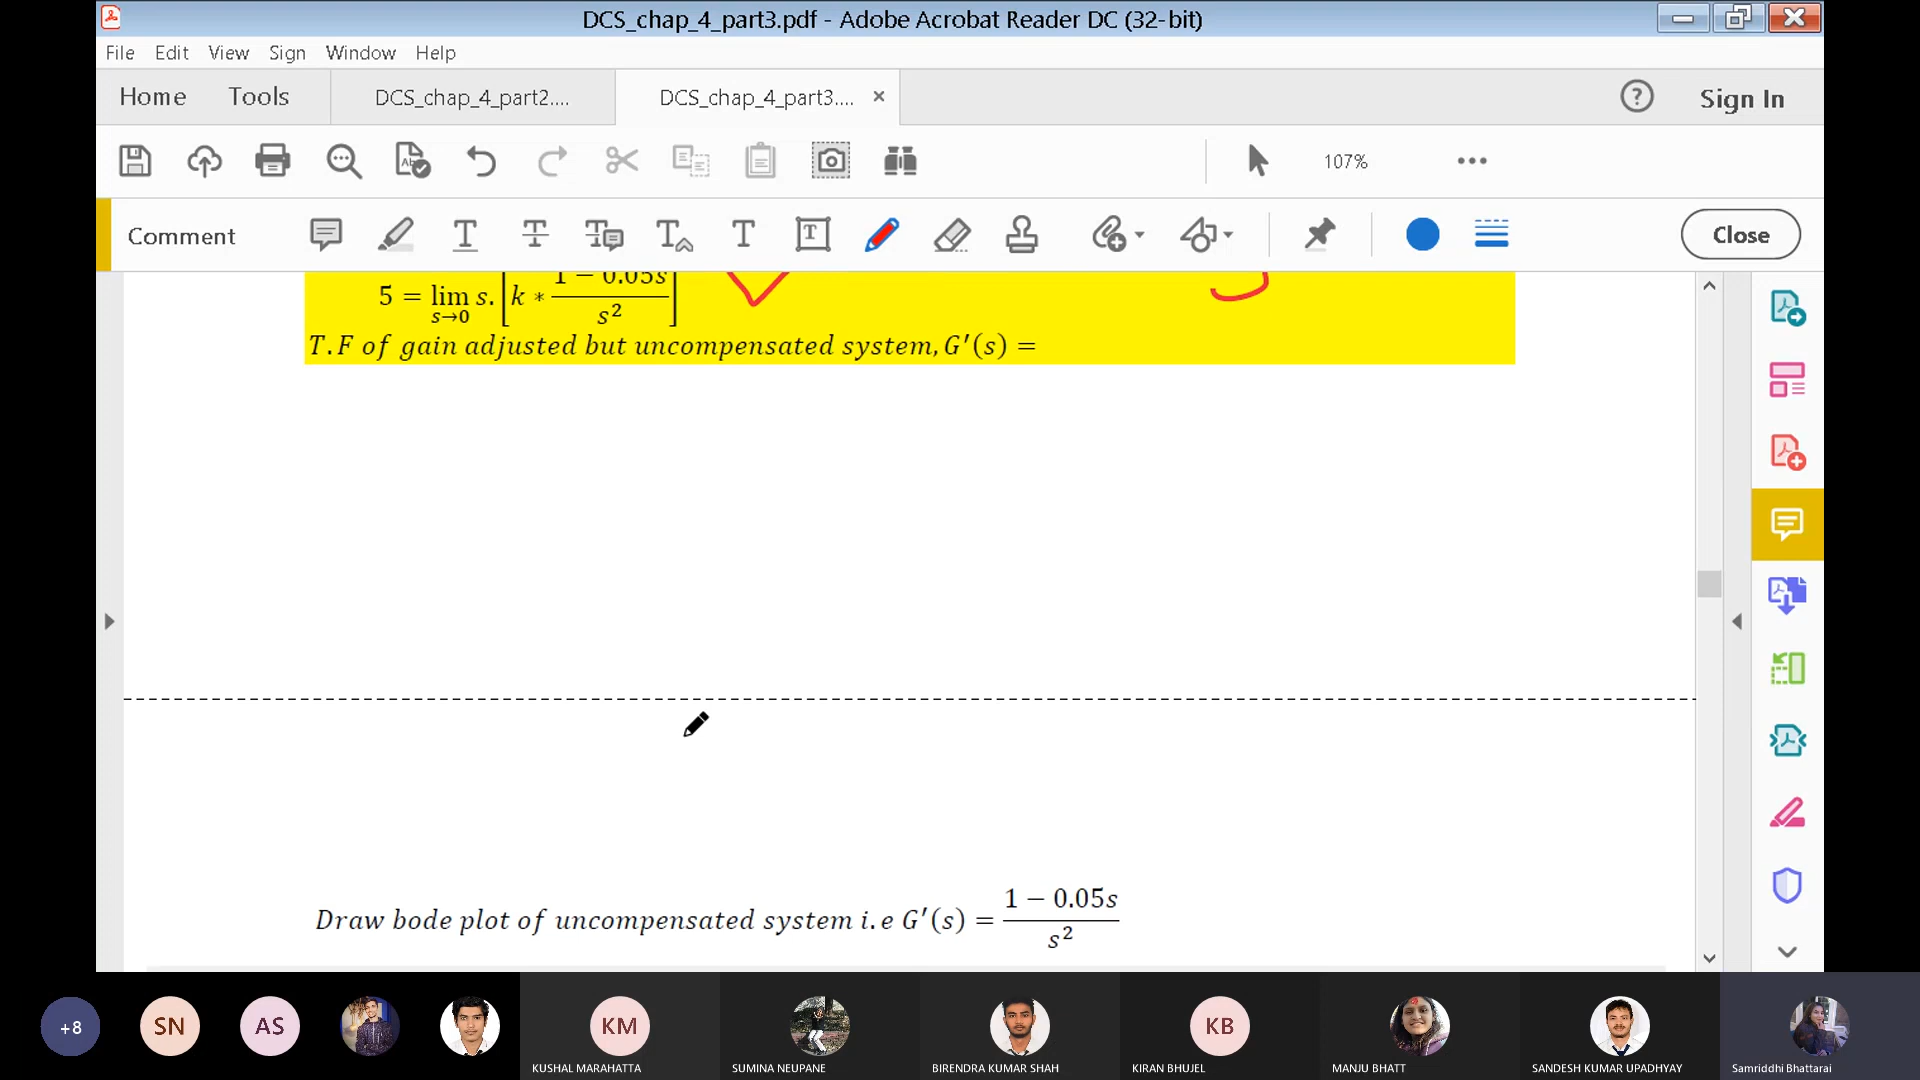 DCS_chap_4_part3.pdf - Adobe Acrobat Reader DC (32-bit)
File Edit View Sign Window Help
Home Tools DCS_chap_4_part2.... DCS_chap_4_part3.... × ? Sign In
107%
Comment Close
5 = lim s→0 s. [k * (1 − 0.05s)/s²]
T.F of gain adjusted but uncompensated system, G′(s) =
Draw bode plot of uncompensated system i.e G′(s) = (1 − 0.05s)/s²
+8 SN AS KM KB
KUSHAL MARAHATTA SUMINA NEUPANE BIRENDRA KUMAR SHAH KIRAN BHUJEL MANJU BHATT SANDESH KUMAR UPADHYAY Samriddhi Bhattarai